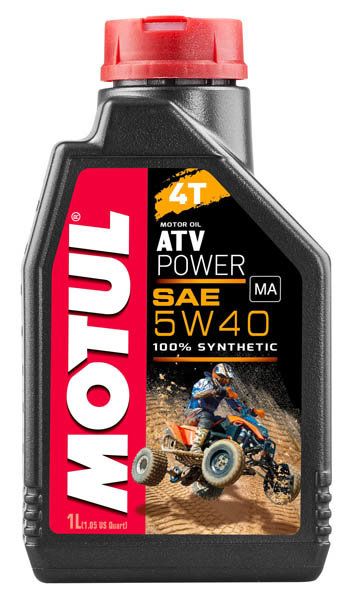 4T
MOTOR OIL
ATV
POWER
SAE
MA
5W40
100% SYNTHETIC
MOTUL®
1L(1.05 US Quart)